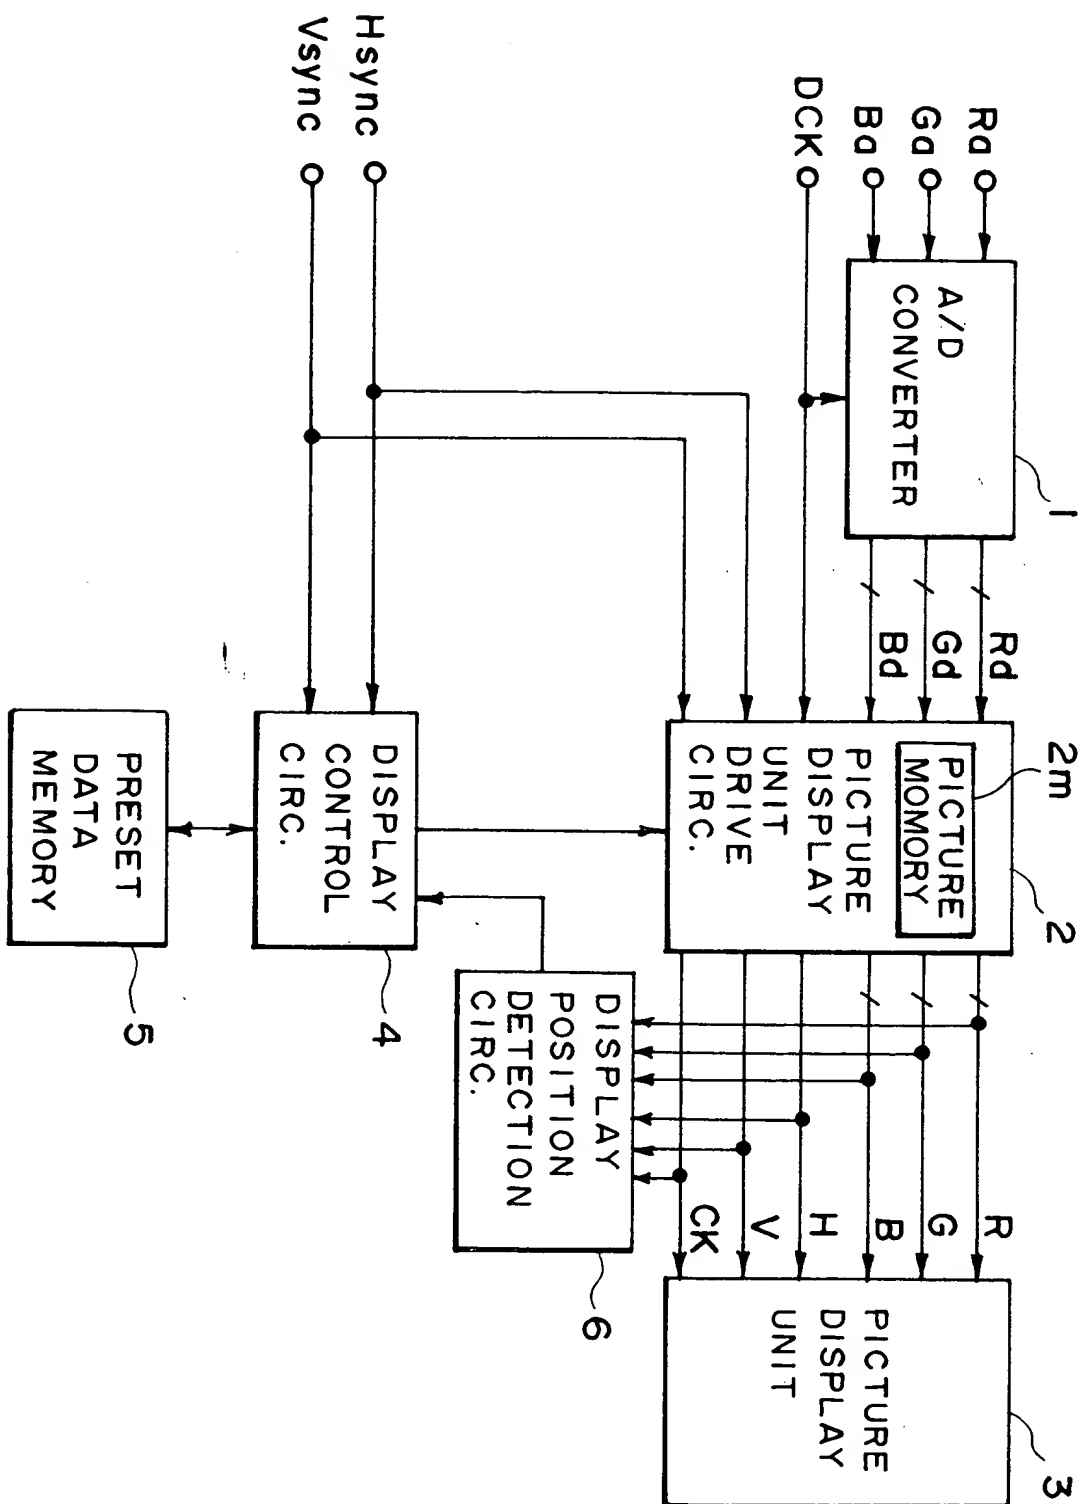 Ra
Ga
Ba
DCK
Hsync
Vsync
A/D
CONVERTER
1
Rd
Gd
Bd
2m
PICTURE
MOMORY
PICTURE
DISPLAY
UNIT
DRIVE
CIRC.
2
DISPLAY
CONTROL
CIRC.
4
PRESET
DATA
MEMORY
5
DISPLAY
POSITION
DETECTION
CIRC.
6
R
G
B
H
V
CK
PICTURE
DISPLAY
UNIT
3